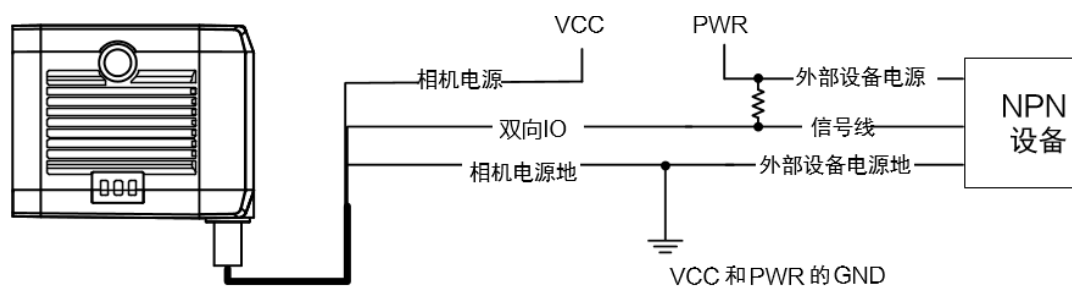 VCC
PWR
相机电源
外部设备电源
双向IO
信号线
相机电源地
外部设备电源地
NPN
设备
VCC和PWR的GND